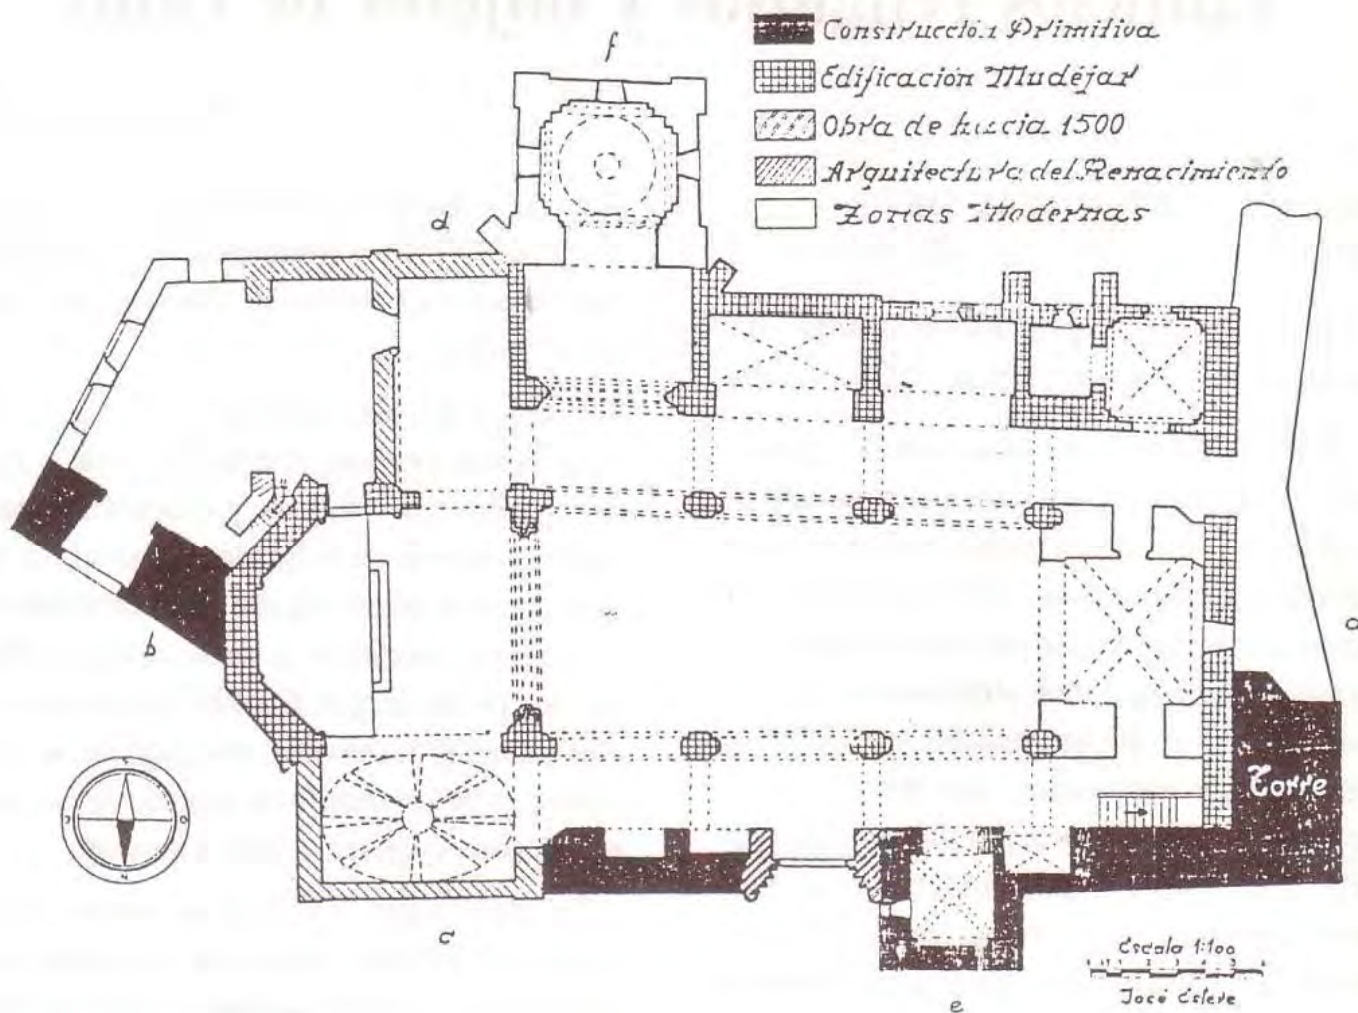 Construcción Primitiva
Edificación Mudéjar
Obra de hacia 1500
Arquitectura del Renacimiento
Zonas Modernas
f
d
a
b
Torre
c
e
Escala 1:100
José Esteve